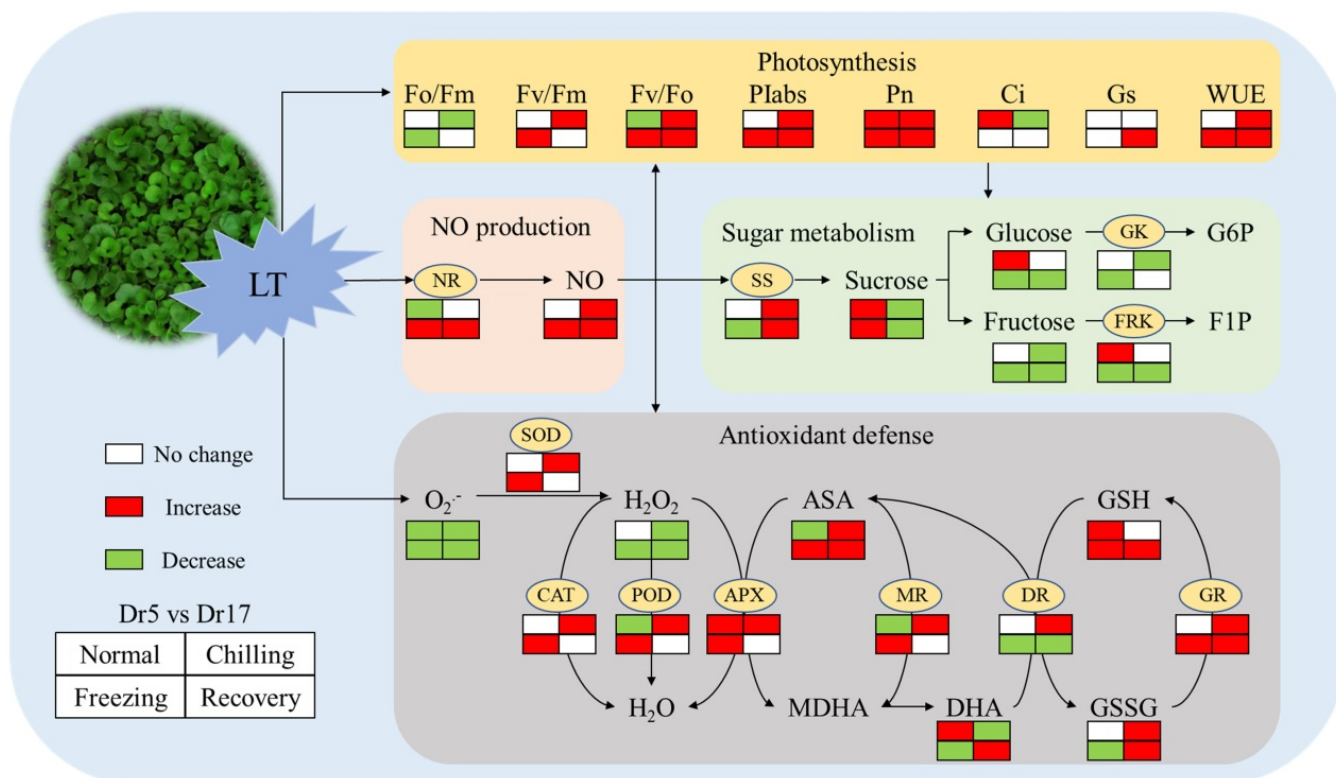 Photosynthesis
Fo/Fm Fv/Fm Fv/Fo PIabs Pn Ci Gs WUE
NO production
Sugar metabolism
Glucose GK G6P
LT
NR NO SS Sucrose
Fructose FRK F1P
Antioxidant defense
SOD
No change
Increase
Decrease
O₂·⁻ H₂O₂ ASA GSH
CAT POD APX MR DR GR
H₂O MDHA DHA GSSG
Dr5 vs Dr17
Normal Chilling
Freezing Recovery